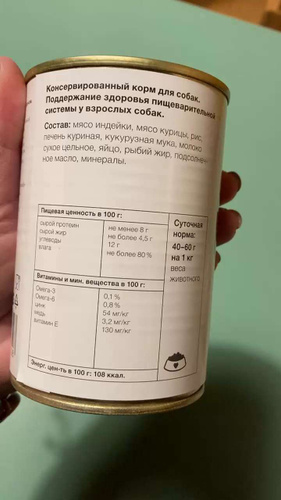 Консервированный корм для собак.
Поддержание здоровья пищеварительной
системы у взрослых собак.
Состав: мясо индейки, мясо курицы, рис,
печень куриная, кукурузная мука, молоко
сухое цельное, яйцо, рыбий жир, подсолнеч-
ное масло, минералы.
Пищевая ценность в 100 г:
сырой протеин не менее 8 г
сырой жир не более 4,5 г
углеводы 12 г
влага не более 80 %
Суточная
норма:
40–60 г
на 1 кг
веса
животного.
Витамины и мин. вещества в 100 г:
Омега-3 0,1 %
Омега-6 0,8 %
цинк 54 мг/кг
медь 3,2 мг/кг
витамин Е 130 мг/кг
Энерг. цен-ть в 100 г: 108 ккал.